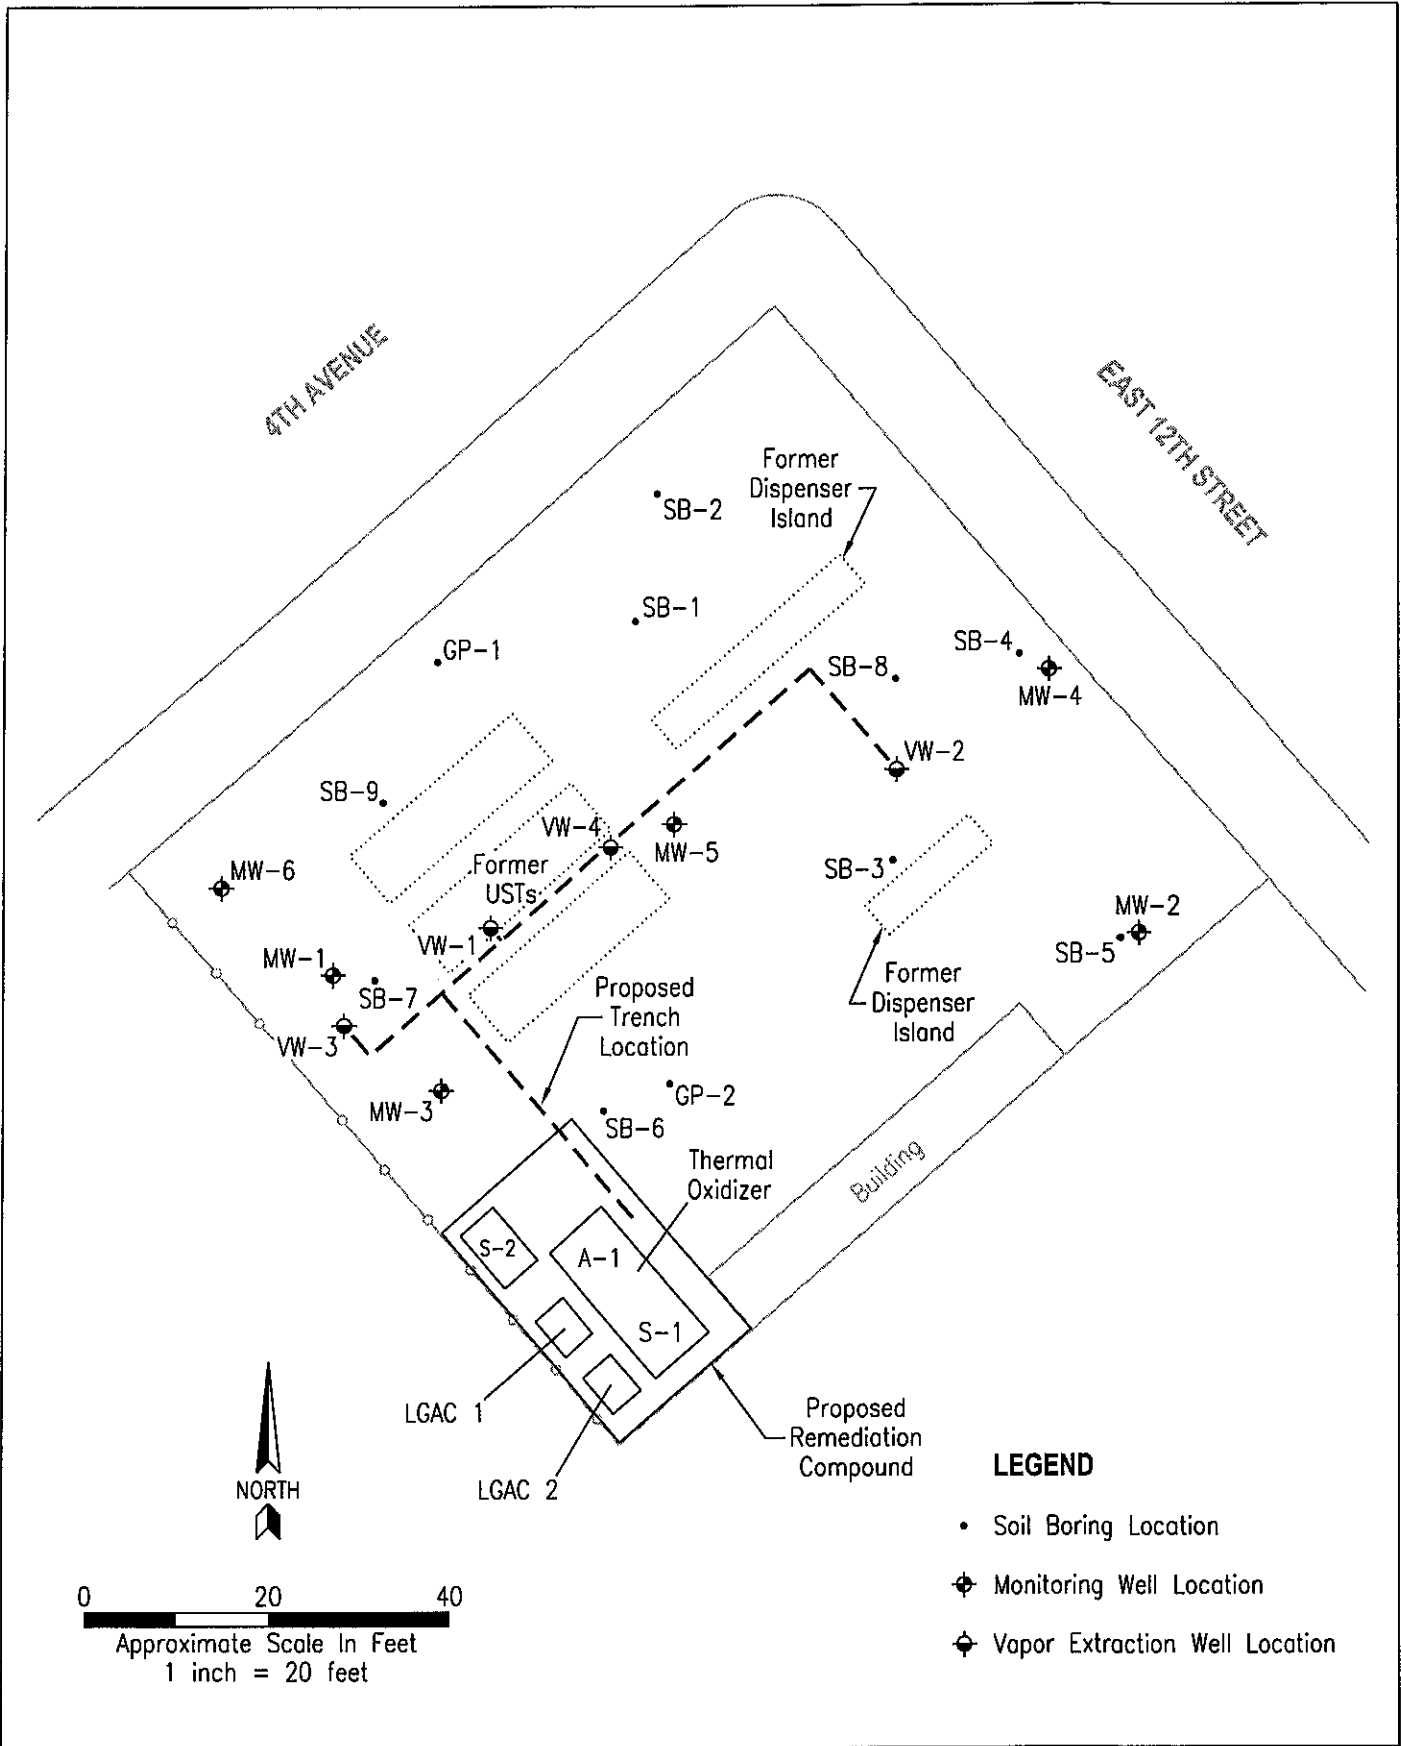 4TH AVENUE
EAST 12TH STREET
Former
Dispenser
Island
SB-2
SB-1
GP-1
SB-4
SB-8
MW-4
VW-2
SB-9
VW-4
MW-5
SB-3
Former
USTs
MW-6
MW-2
VW-1
SB-5
MW-1
SB-7
Proposed
Trench
Location
Former
Dispenser
Island
VW-3
GP-2
MW-3
SB-6
Thermal
Oxidizer
Building
S-2
A-1
S-1
LGAC 1
LGAC 2
Proposed
Remediation
Compound
NORTH
0 20 40
Approximate Scale In Feet
1 inch = 20 feet
LEGEND
Soil Boring Location
Monitoring Well Location
Vapor Extraction Well Location